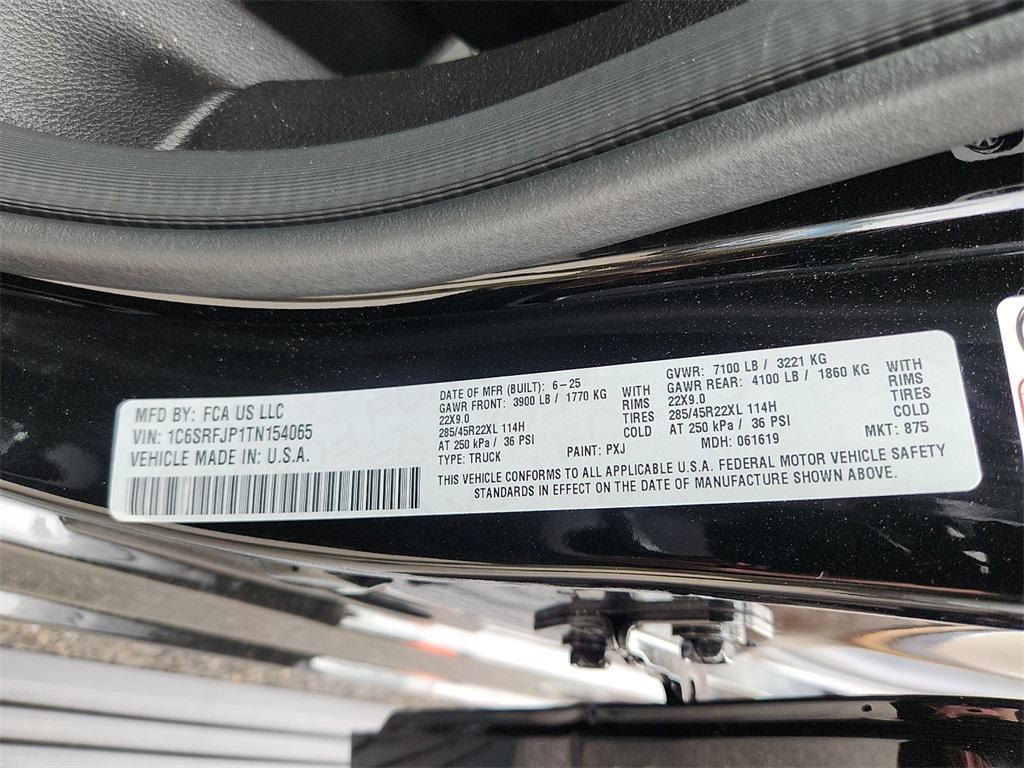 MFD BY: FCA US LLC
VIN: 1C6SRFJP1TN154065
VEHICLE MADE IN: U.S.A.
DATE OF MFR (BUILT): 6-25
GAWR FRONT: 3900 LB / 1770 KG WITH
22X9.0 RIMS
285/45R22XL 114H TIRES
AT 250 kPa / 36 PSI COLD
TYPE: TRUCK PAINT: PXJ
GVWR: 7100 LB / 3221 KG
GAWR REAR: 4100 LB / 1860 KG WITH
22X9.0 RIMS
285/45R22XL 114H TIRES
AT 250 kPa / 36 PSI COLD
MDH: 061619 MKT: 875
THIS VEHICLE CONFORMS TO ALL APPLICABLE U.S.A. FEDERAL MOTOR VEHICLE SAFETY
STANDARDS IN EFFECT ON THE DATE OF MANUFACTURE SHOWN ABOVE.